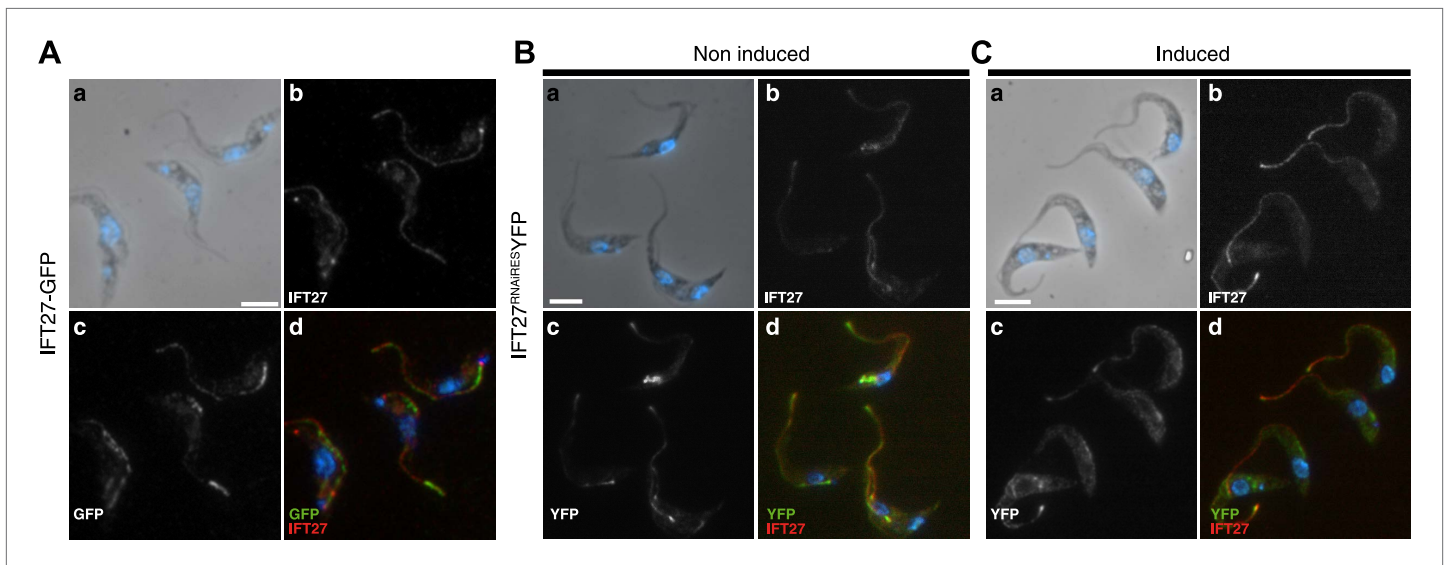 A
B
Non induced
C
Induced
IFT27-GFP
a
b
IFT27
c
GFP
d
GFP
IFT27
IFT27RNAiRESYFP
a
b
IFT27
c
YFP
d
YFP
IFT27
a
b
IFT27
c
YFP
d
YFP
IFT27